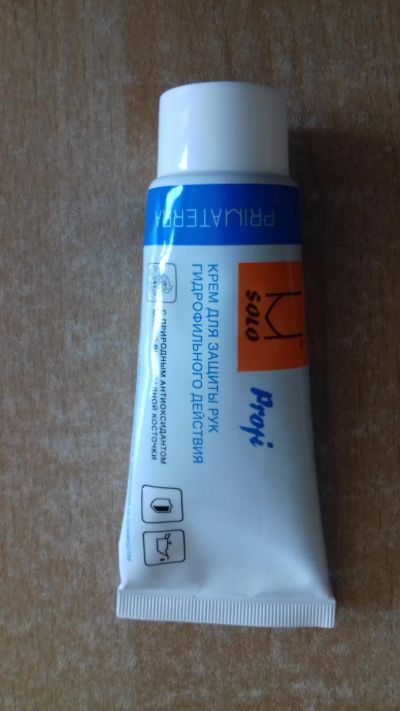 PRIMATERRA
M SOLO
Profi
КРЕМ ДЛЯ ЗАЩИТЫ РУК
ГИДРОФИЛЬНОГО ДЕЙСТВИЯ
С ПРИРОДНЫМ АНТИОКСИДАНТОМ
КОСТОЧКИ